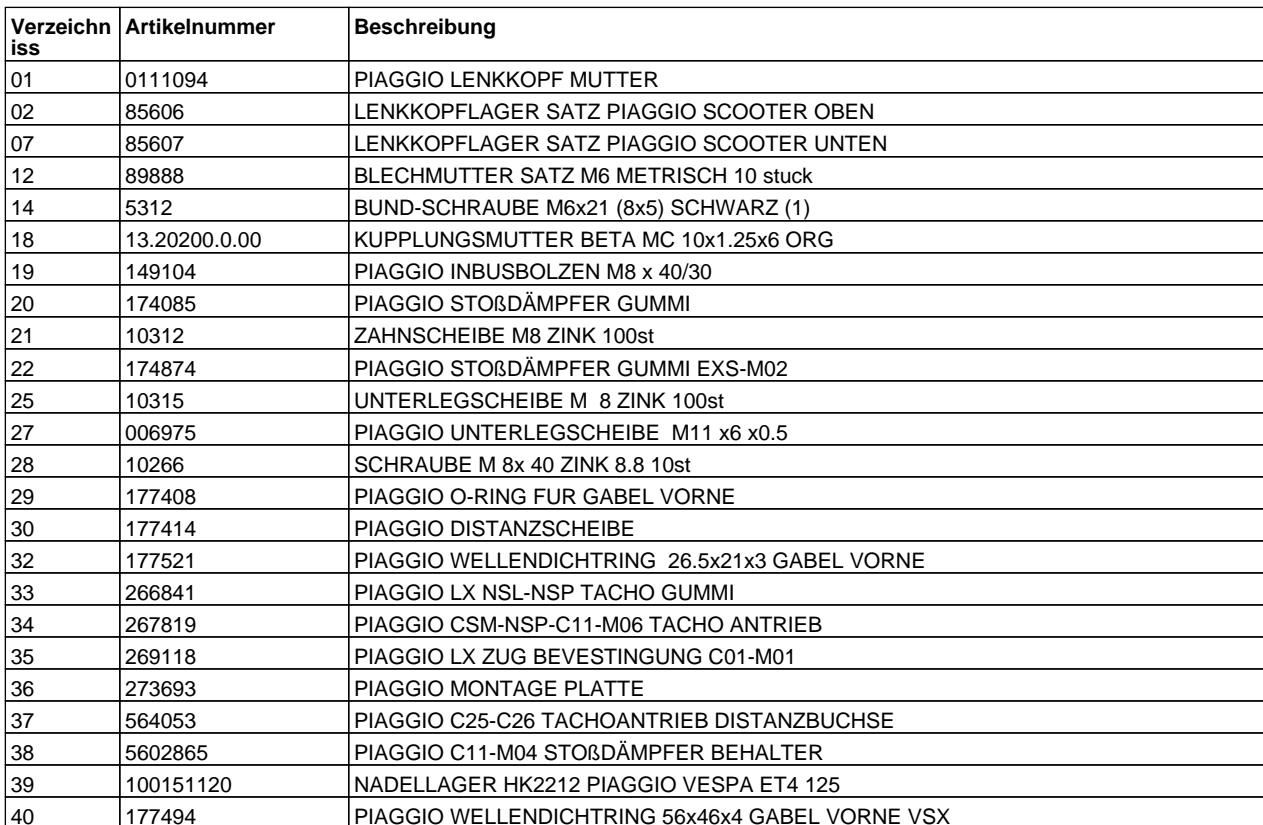 Verzeichn Artikelnummer Beschreibung
iss
01 0111094 PIAGGIO LENKKOPF MUTTER
02 85606 LENKKOPFLAGER SATZ PIAGGIO SCOOTER OBEN
07 85607 LENKKOPFLAGER SATZ PIAGGIO SCOOTER UNTEN
12 89888 BLECHMUTTER SATZ M6 METRISCH 10 stuck
14 5312 BUND-SCHRAUBE M6x21 (8x5) SCHWARZ (1)
18 13.20200.0.00 KUPPLUNGSMUTTER BETA MC 10x1.25x6 ORG
19 149104 PIAGGIO INBUSBOLZEN M8 x 40/30
20 174085 PIAGGIO STOßDÄMPFER GUMMI
21 10312 ZAHNSCHEIBE M8 ZINK 100st
22 174874 PIAGGIO STOßDÄMPFER GUMMI EXS-M02
25 10315 UNTERLEGSCHEIBE M  8 ZINK 100st
27 006975 PIAGGIO UNTERLEGSCHEIBE  M11 x6 x0.5
28 10266 SCHRAUBE M 8x 40 ZINK 8.8 10st
29 177408 PIAGGIO O-RING FUR GABEL VORNE
30 177414 PIAGGIO DISTANZSCHEIBE
32 177521 PIAGGIO WELLENDICHTRING  26.5x21x3 GABEL VORNE
33 266841 PIAGGIO LX NSL-NSP TACHO GUMMI
34 267819 PIAGGIO CSM-NSP-C11-M06 TACHO ANTRIEB
35 269118 PIAGGIO LX ZUG BEVESTINGUNG C01-M01
36 273693 PIAGGIO MONTAGE PLATTE
37 564053 PIAGGIO C25-C26 TACHOANTRIEB DISTANZBUCHSE
38 5602865 PIAGGIO C11-M04 STOßDÄMPFER BEHALTER
39 100151120 NADELLAGER HK2212 PIAGGIO VESPA ET4 125
40 177494 PIAGGIO WELLENDICHTRING 56x46x4 GABEL VORNE VSX